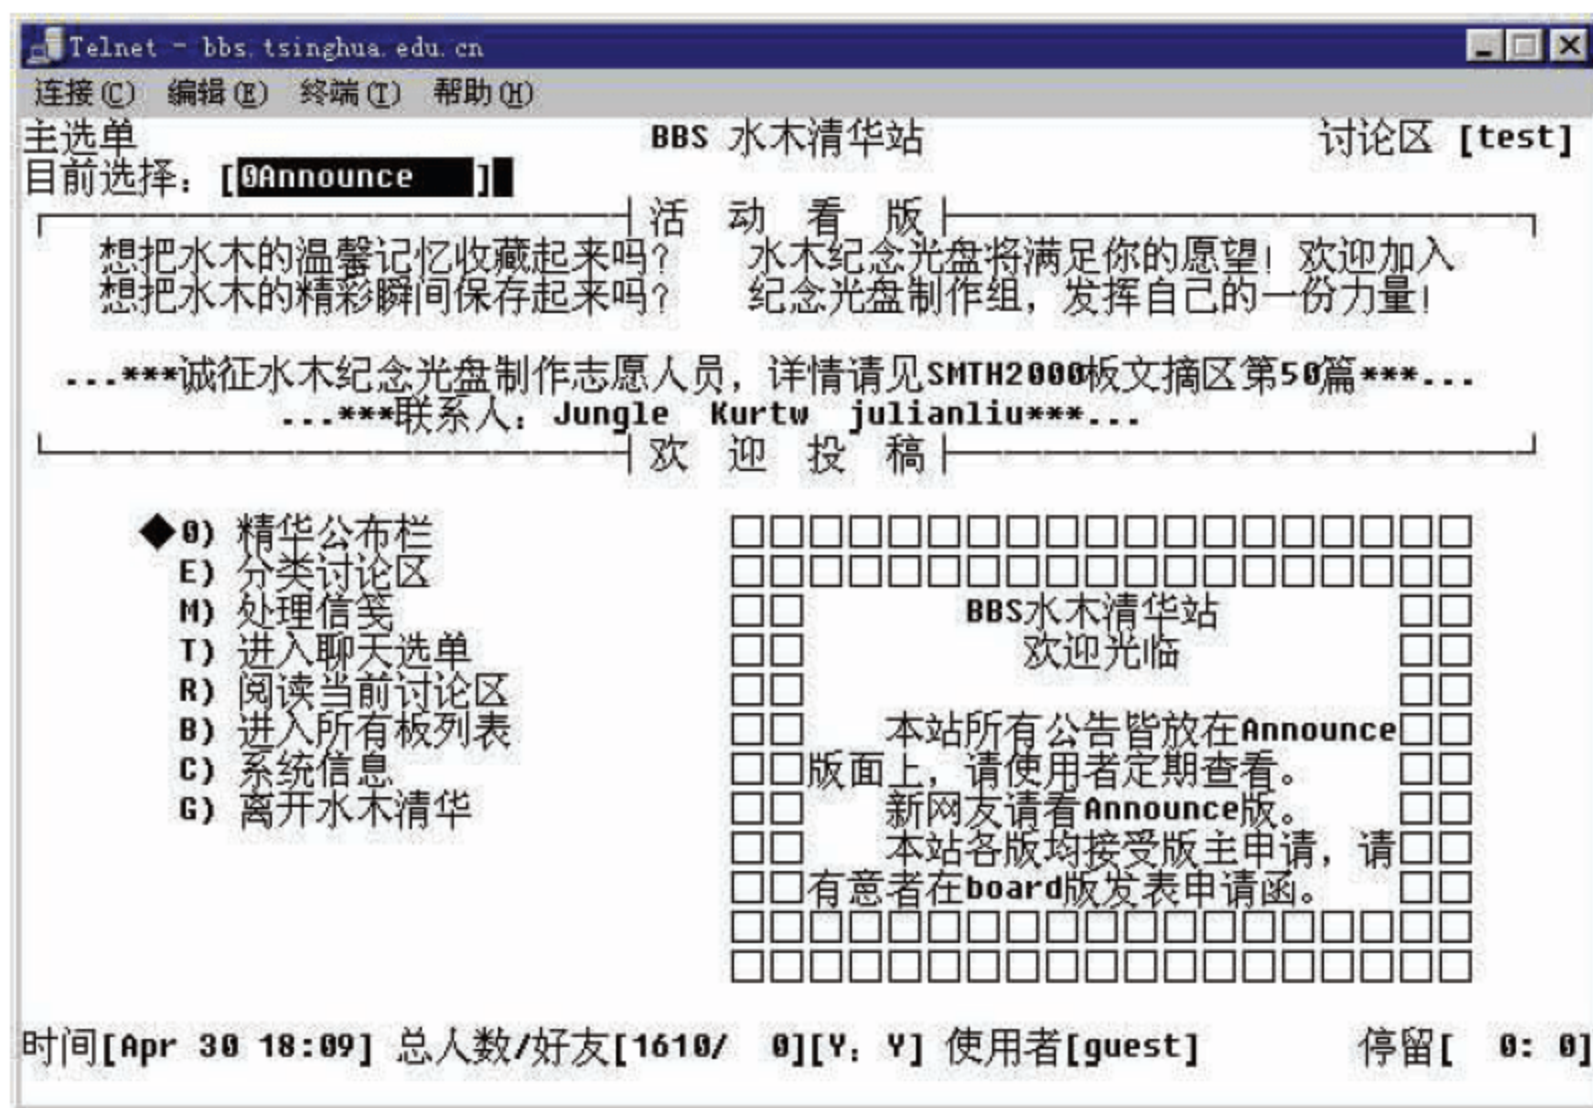 Telnet - bbs.tsinghua.edu.cn
连接(C) 编辑(E) 终端(T) 帮助(H)
主选单 BBS 水木清华站 讨论区 [test]
目前选择：[0Announce ]
活 动 看 版
想把水木的温馨记忆收藏起来吗？ 水木纪念光盘将满足你的愿望！欢迎加入
想把水木的精彩瞬间保存起来吗？ 纪念光盘制作组，发挥自己的一份力量！
...***诚征水木纪念光盘制作志愿人员，详情请见SMTH2000板文摘区第50篇***...
...***联系人：Jungle Kurtw julianliu***...
欢 迎 投 稿
◆0) 精华公布栏
E) 分类讨论区
M) 处理信笺
T) 进入聊天选单
R) 阅读当前讨论区
B) 进入所有板列表
C) 系统信息
G) 离开水木清华
BBS水木清华站
欢迎光临
本站所有公告皆放在Announce
版面上，请使用者定期查看。
新网友请看Announce版。
本站各版均接受版主申请，请
有意者在board版发表申请函。
时间[Apr 30 18:09] 总人数/好友[1610/ 0][Y：Y] 使用者[guest] 停留[ 0: 0]